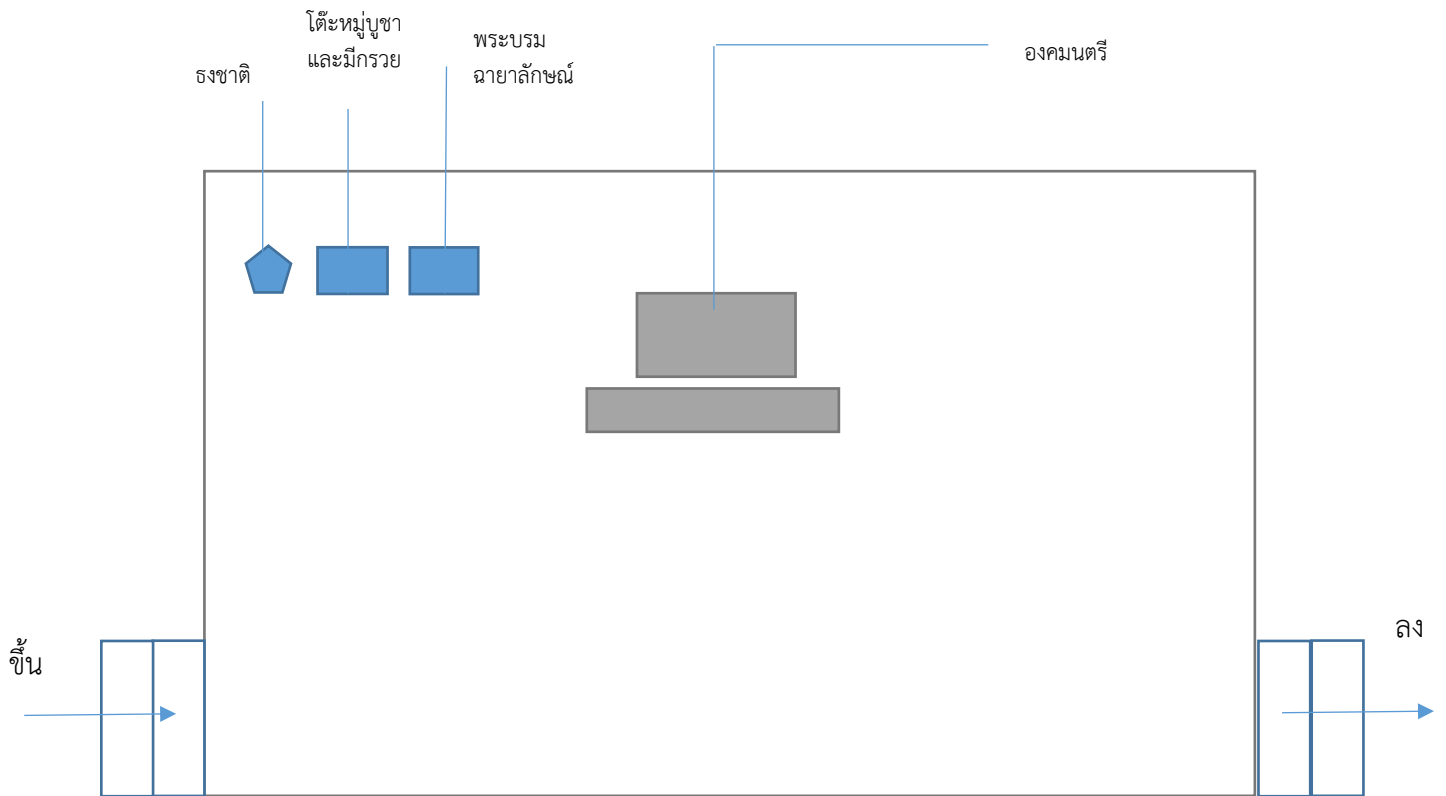 ธงชาติ
โต๊ะหมู่บูชา
และมีกรวย
พระบรม
ฉายาลักษณ์
องคมนตรี
ขึ้น
ลง